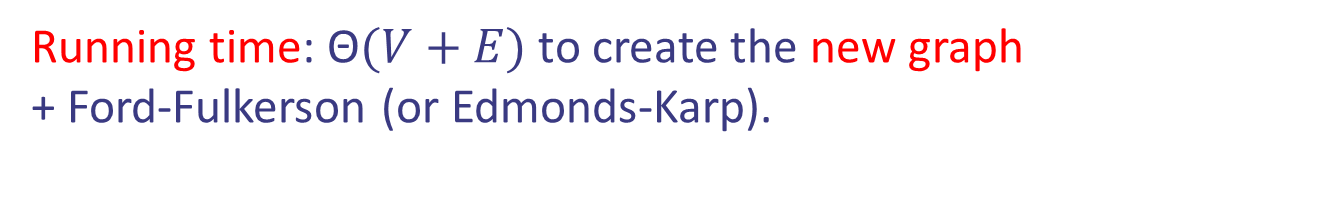 Running time: Θ(V + E) to create the new graph
+ Ford-Fulkerson (or Edmonds-Karp).